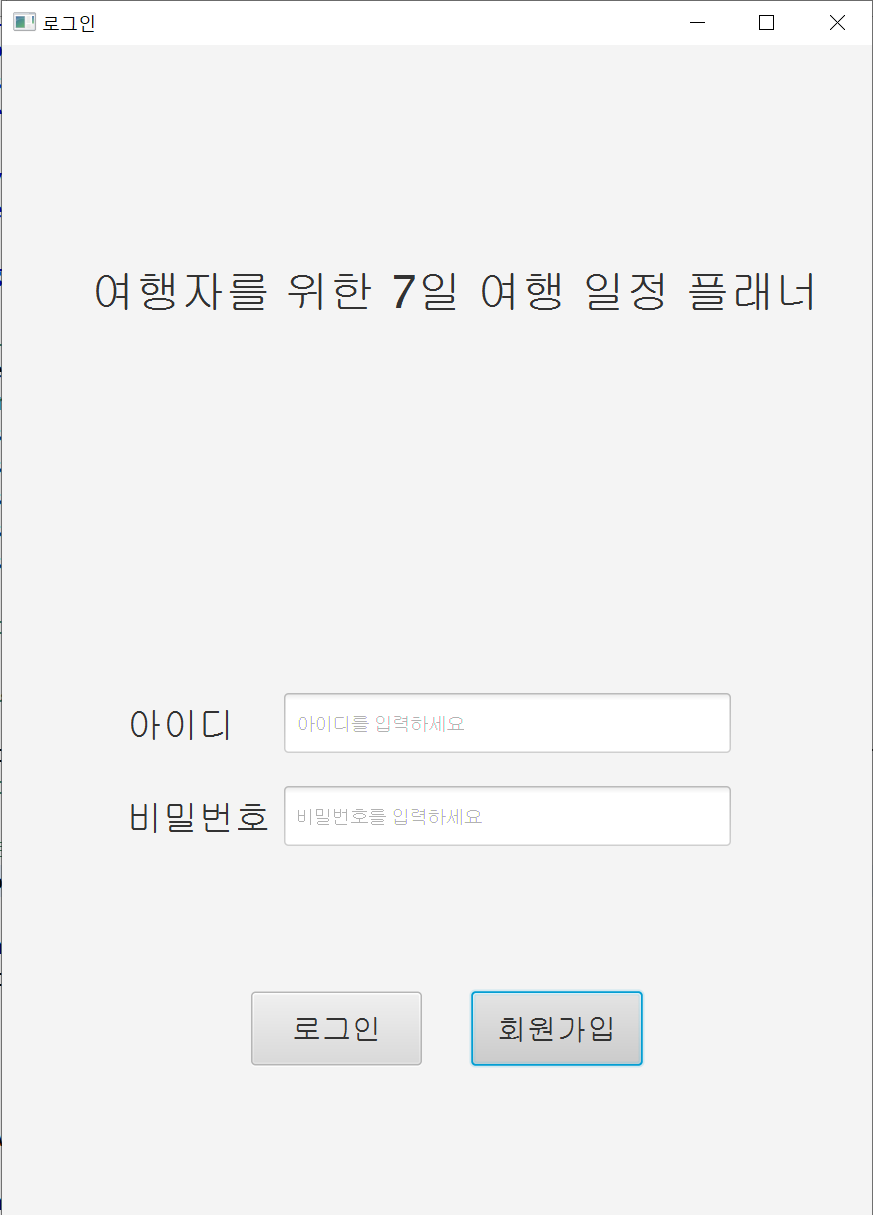 로그인
여행자를 위한 7일 여행 일정 플래너
아이디
아이디를 입력하세요
비밀번호
비밀번호를 입력하세요
로그인
회원가입